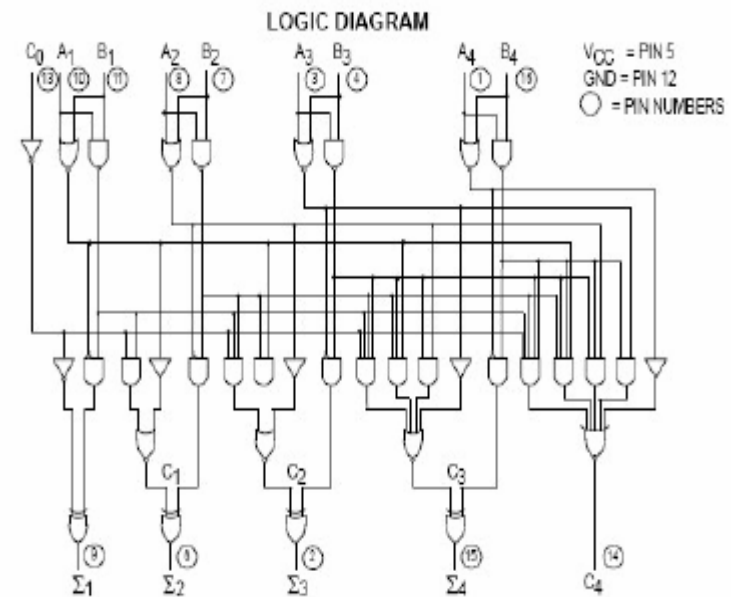 LOGIC DIAGRAM
C0 A1 B1 A2 B2 A3 B3 A4 B4
13 10 11 8 7 3 4 1 16
VCC = PIN 5
GND = PIN 12
= PIN NUMBERS
C1 C2 C3
9 6 2 15 14
Σ1 Σ2 Σ3 Σ4 C4